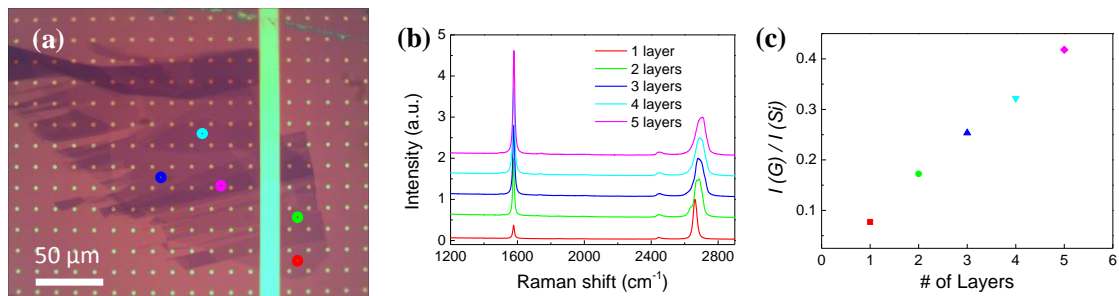 (a)
50 µm
(b)
1 layer
2 layers
3 layers
4 layers
5 layers
5
4
3
2
1
0
Intensity (a.u.)
1200 1600 2000 2400 2800
Raman shift (cm⁻¹)
(c)
0.4
0.3
0.2
0.1
I (G) / I (Si)
0 1 2 3 4 5 6
# of Layers